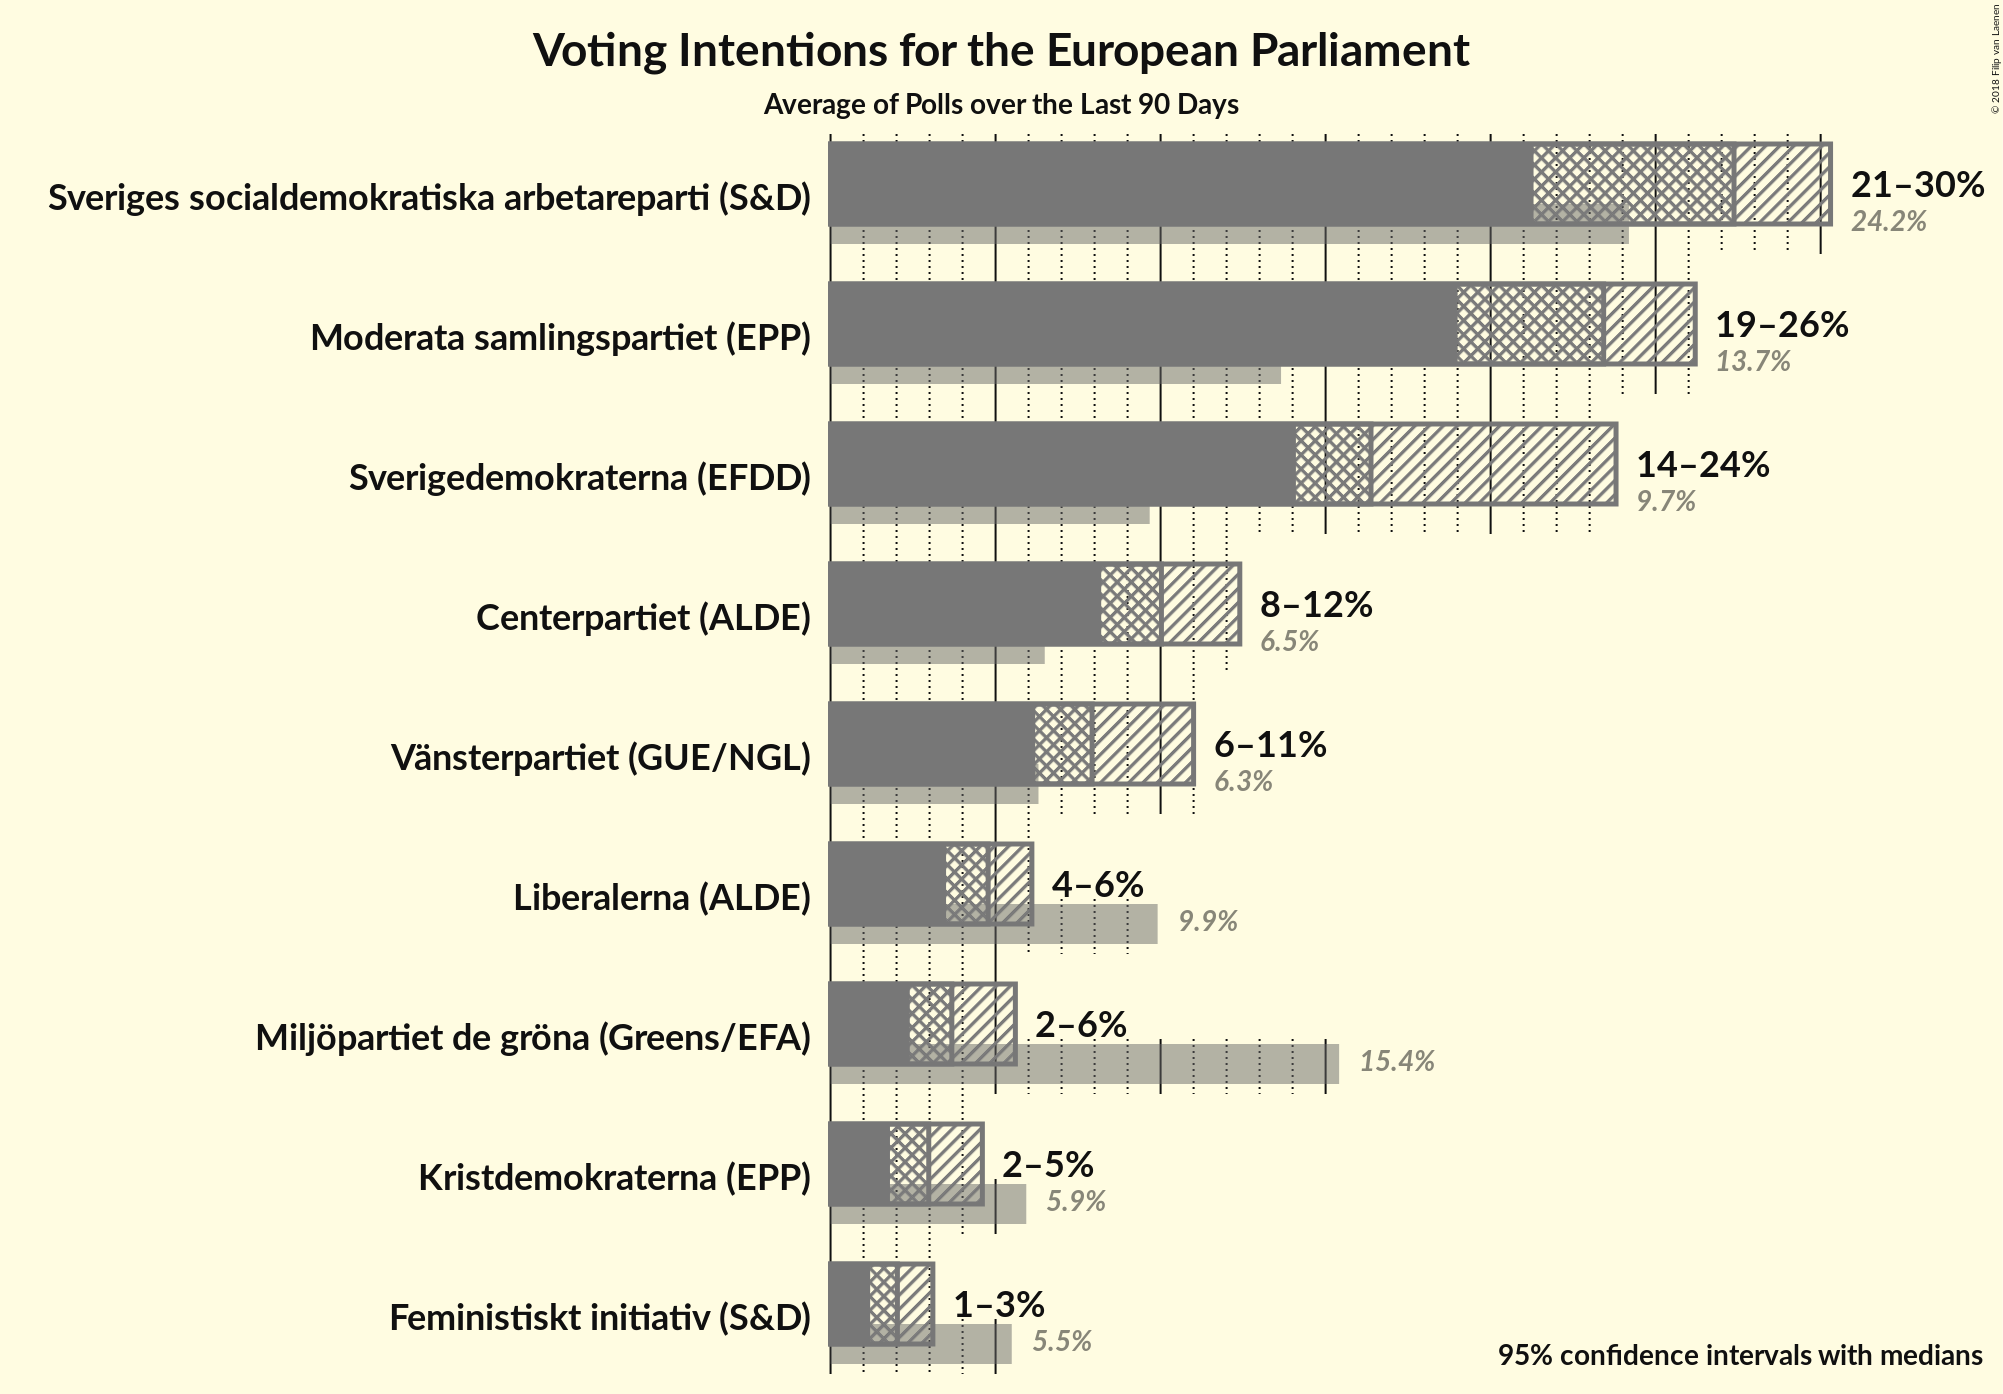 Voting Intentions for the European Parliament
Average of Polls over the Last 90 Days
© 2018 Filip van Laenen
Sveriges socialdemokratiska arbetareparti (S&D)
21–30%
24.2%
Moderata samlingspartiet (EPP)
19–26%
13.7%
Sverigedemokraterna (EFDD)
14–24%
9.7%
Centerpartiet (ALDE)
8–12%
6.5%
Vänsterpartiet (GUE/NGL)
6–11%
6.3%
Liberalerna (ALDE)
4–6%
9.9%
Miljöpartiet de gröna (Greens/EFA)
2–6%
15.4%
Kristdemokraterna (EPP)
2–5%
5.9%
Feministiskt initiativ (S&D)
1–3%
5.5%
95% confidence intervals with medians